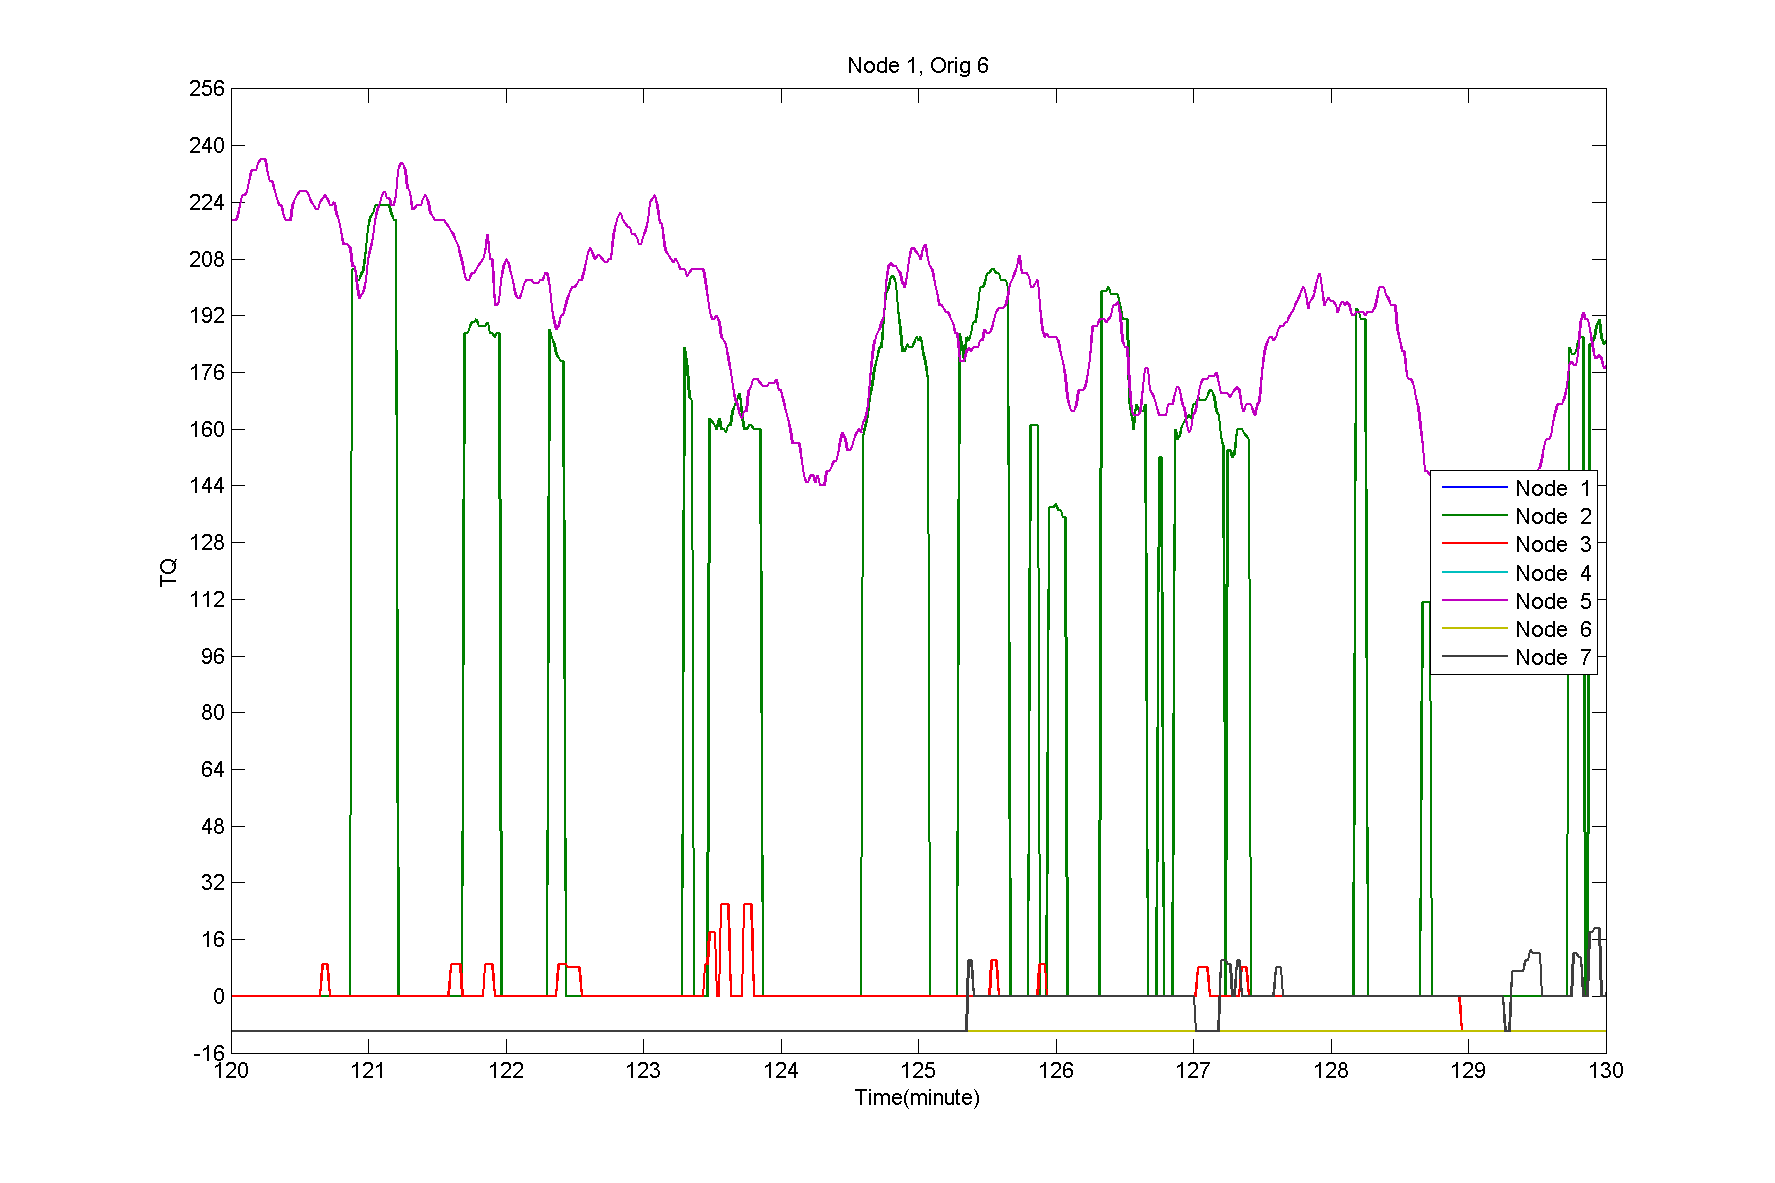 Node 1, Orig 6
256
240
224
208
192
176
160
144
128
112
96
80
64
48
32
16
0
-16
TQ
Node 1
Node 2
Node 3
Node 4
Node 5
Node 6
Node 7
120 121 122 123 124 125 126 127 128 129 130
Time(minute)